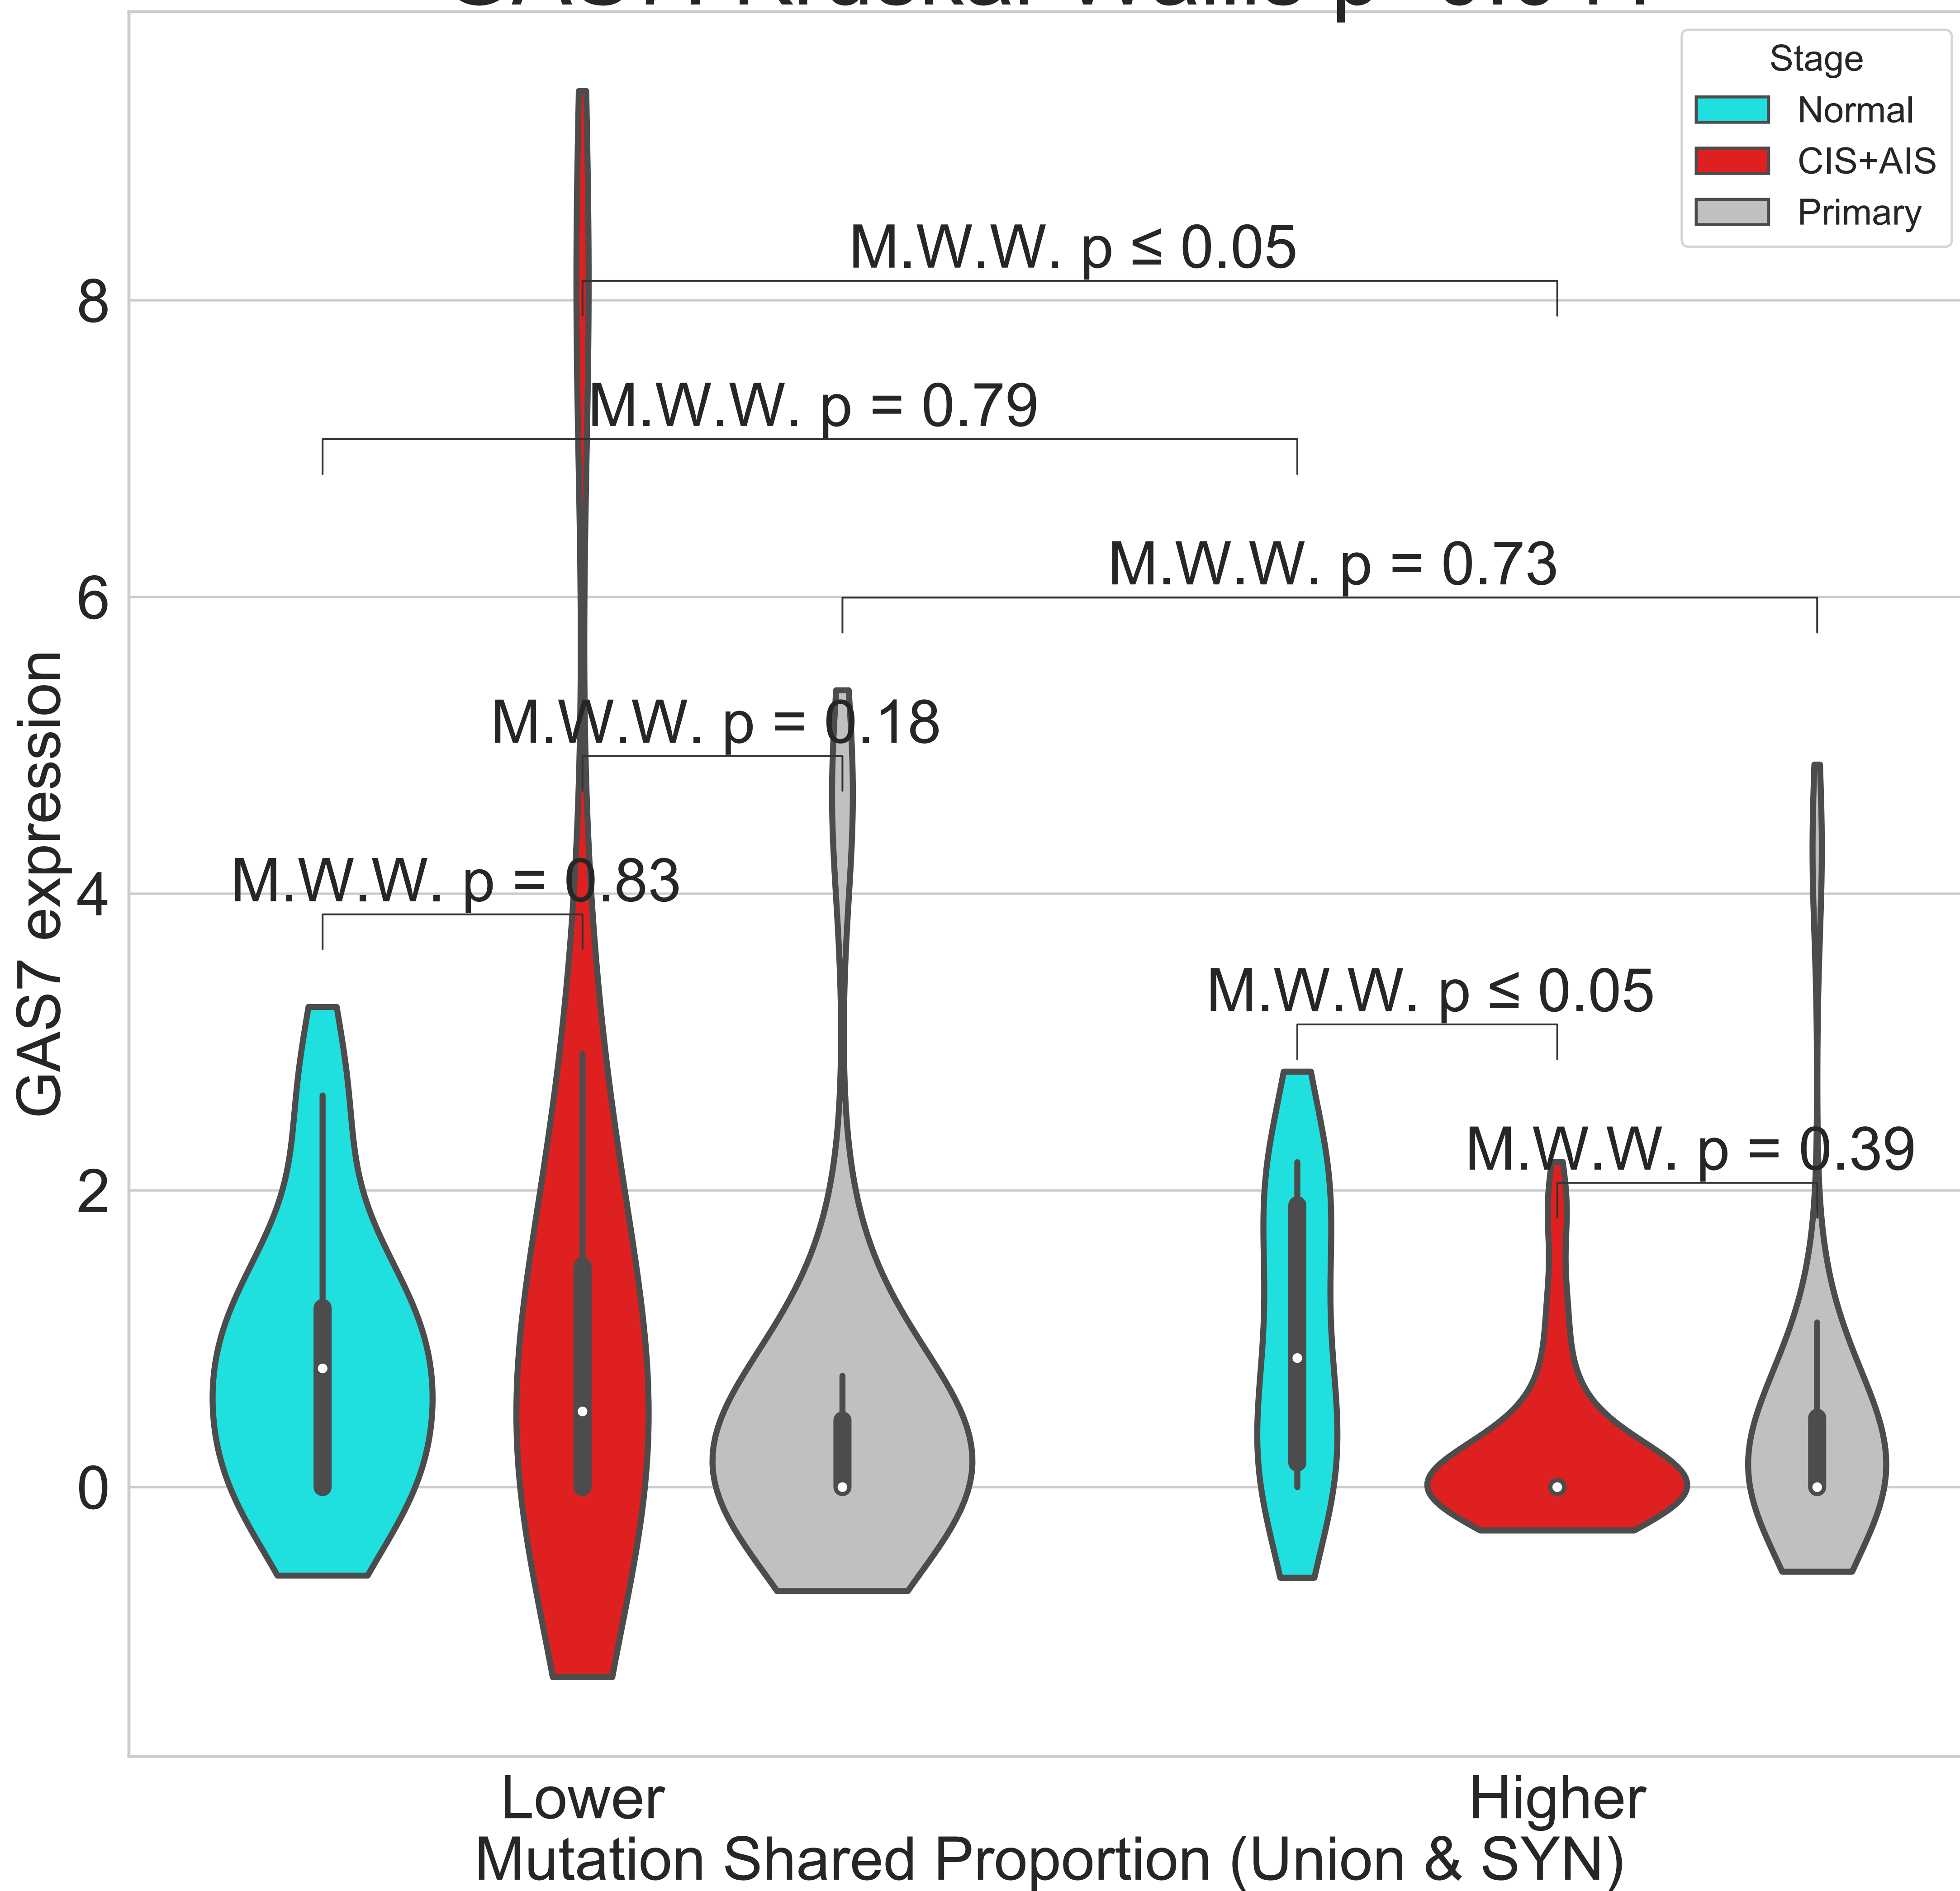 Stage
Normal
CIS+AIS
Primary
M.W.W. p ≤ 0.05
8
M.W.W. p = 0.79
M.W.W. p = 0.73
6
M.W.W. p = 0.18
M.W.W. p = 0.83
4
M.W.W. p ≤ 0.05
M.W.W. p = 0.39
2
0
GAS7 expression
Lower
Higher
Mutation Shared Proportion (Union & SYN)